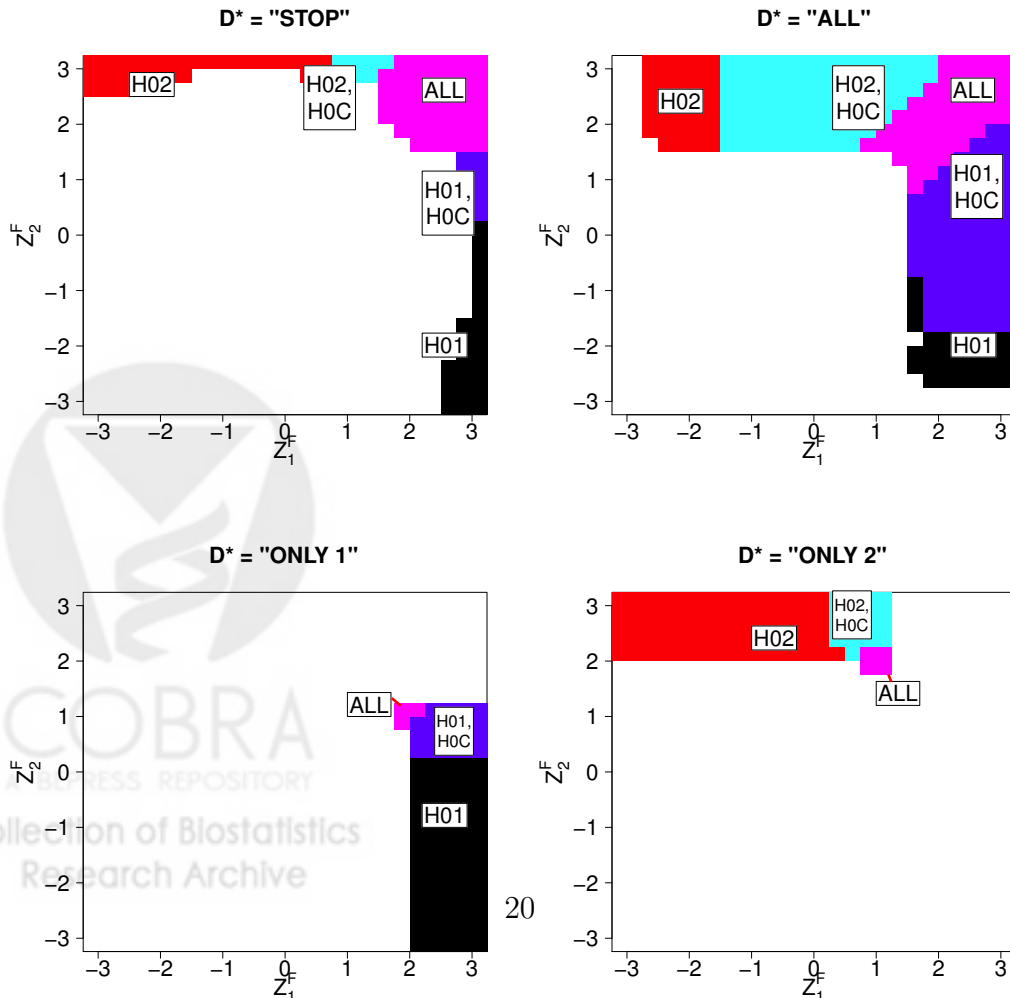 D* = "STOP"
H02
H02,
H0C
ALL
H01,
H0C
H01
3
2
1
0
−1
−2
−3
Z₂ᶠ
−3 −2 −1 0 1 2 3
Z₁ᶠ
D* = "ALL"
H02
H02,
H0C
ALL
H01,
H0C
H01
3
2
1
0
−1
−2
−3
Z₂ᶠ
−3 −2 −1 0 1 2 3
Z₁ᶠ
D* = "ONLY 1"
ALL
H01,
H0C
H01
3
2
1
0
−1
−2
−3
Z₂ᶠ
−3 −2 −1 0 1 2 3
Z₁ᶠ
D* = "ONLY 2"
H02
H02,
H0C
ALL
3
2
1
0
−1
−2
−3
Z₂ᶠ
−3 −2 −1 0 1 2 3
Z₁ᶠ
COBRA
A BEPRESS REPOSITORY
ollection of Biostatistics
Research Archive
20